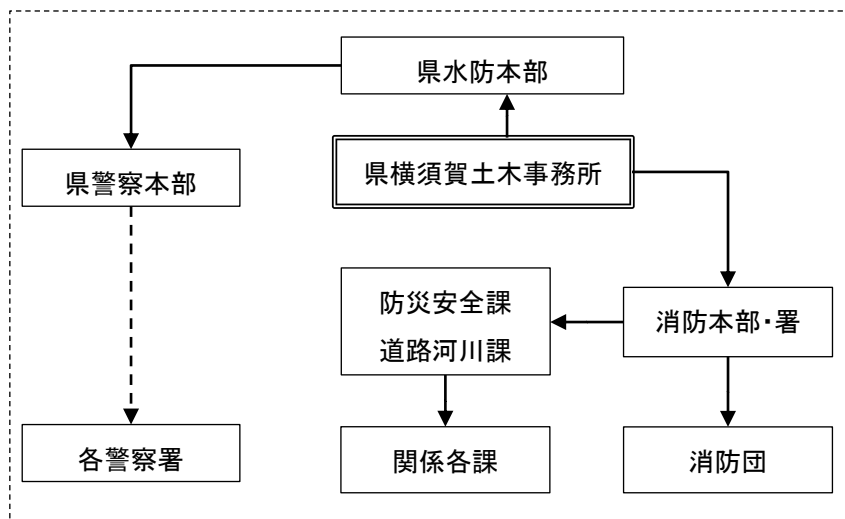 県水防本部
県警察本部
県横須賀土木事務所
防災安全課
道路河川課
消防本部・署
各警察署
関係各課
消防団